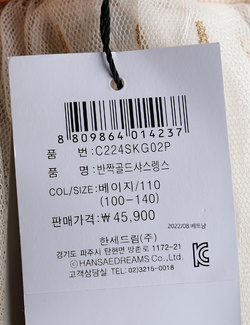 8 809864 014237
품 번:C224SKG02P
품 명:반짝골드샤스렝스
COL/SIZE:베이지/110
(100-140)
판매가격:₩ 45,900
2022/08 베트남
한세드림(주)
경기도 파주시 탄현면 방촌로 1172-21
ⓒHANSAEDREAMS Co.,Ltd.
고객상담실 TEL:02)3215-0018